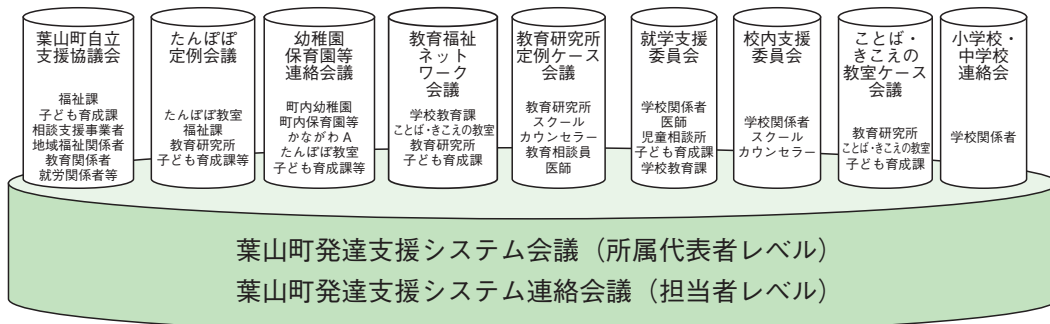 葉山町自立
支援協議会
福祉課
子ども育成課
相談支援事業者
地域福祉関係者
教育関係者
就労関係者等
たんぽぽ
定例会議
たんぽぽ教室
福祉課
教育研究所
子ども育成課等
幼稚園
保育園等
連絡会議
町内幼稚園
町内保育園等
かながわA
たんぽぽ教室
子ども育成課等
教育福祉
ネット
ワーク
会議
学校教育課
ことば・きこえの教室
教育研究所
子ども育成課
教育研究所
定例ケース
会議
教育研究所
スクール
カウンセラー
教育相談員
医師
就学支援
委員会
学校関係者
医師
児童相談所
子ども育成課
学校教育課
校内支援
委員会
学校関係者
スクール
カウンセラー
ことば・
きこえの
教室ケース
会議
教育研究所
ことば・きこえの教室
子ども育成課
小学校・
中学校
連絡会
学校関係者
葉山町発達支援システム会議（所属代表者レベル）
葉山町発達支援システム連絡会議（担当者レベル）